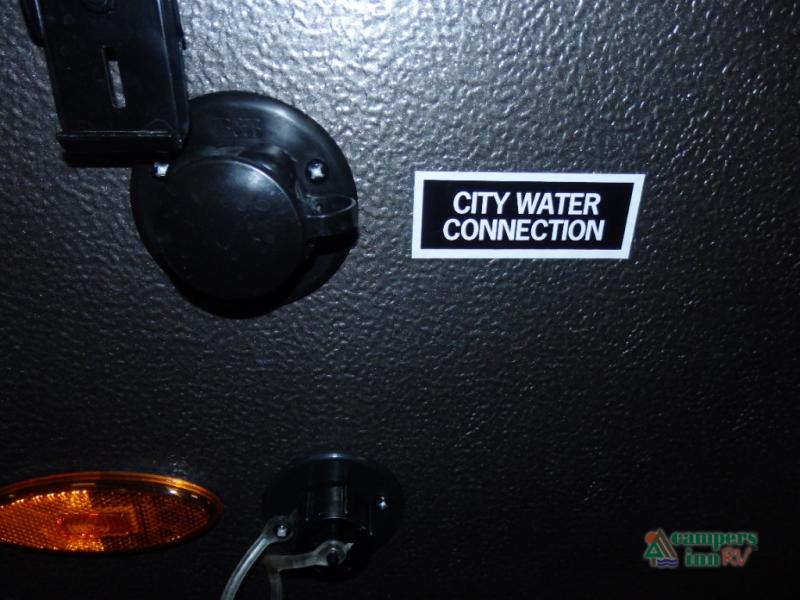 CITY WATER
CONNECTION
campers
inn RV